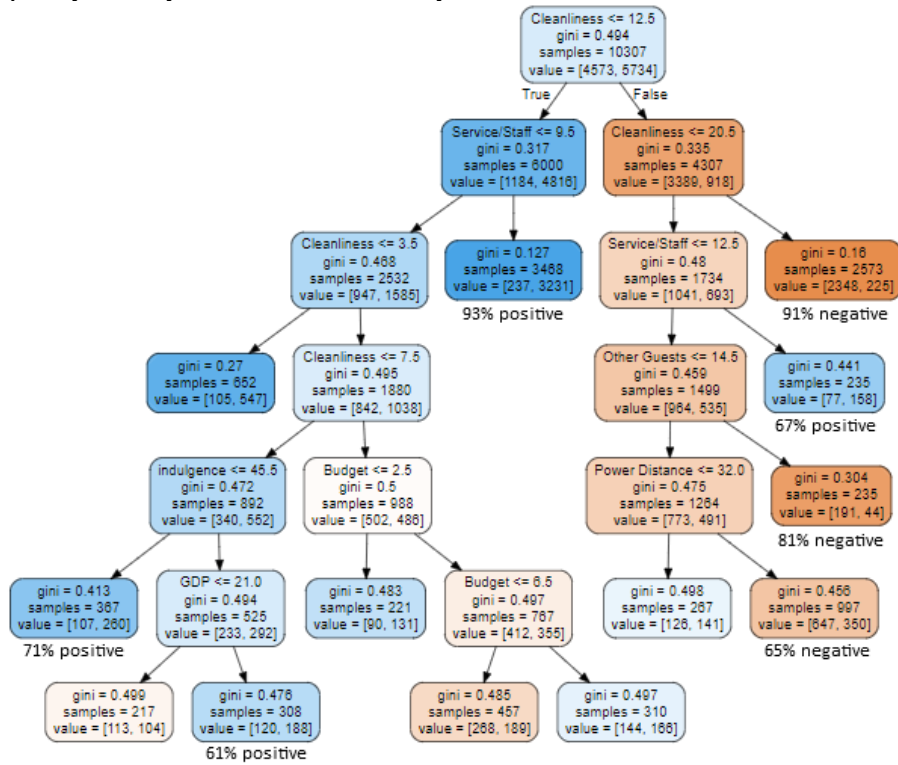 Cleanliness <= 12.5
gini = 0.494
samples = 10307
value = [4573, 5734]
True
False
Service/Staff <= 9.5
gini = 0.317
samples = 6000
value = [1184, 4816]
Cleanliness <= 20.5
gini = 0.335
samples = 4307
value = [3389, 918]
Cleanliness <= 3.5
gini = 0.468
samples = 2532
value = [947, 1585]
gini = 0.127
samples = 3468
value = [237, 3231]
93% positive
Service/Staff <= 12.5
gini = 0.48
samples = 1734
value = [1041, 693]
gini = 0.16
samples = 2573
value = [2348, 225]
91% negative
gini = 0.27
samples = 652
value = [105, 547]
Cleanliness <= 7.5
gini = 0.495
samples = 1880
value = [842, 1038]
Other Guests <= 14.5
gini = 0.459
samples = 1499
value = [964, 535]
gini = 0.441
samples = 235
value = [77, 158]
67% positive
indulgence <= 45.5
gini = 0.472
samples = 892
value = [340, 552]
Budget <= 2.5
gini = 0.5
samples = 988
value = [502, 486]
Power Distance <= 32.0
gini = 0.475
samples = 1264
value = [773, 491]
gini = 0.304
samples = 235
value = [191, 44]
81% negative
gini = 0.413
samples = 367
value = [107, 260]
71% positive
GDP <= 21.0
gini = 0.494
samples = 525
value = [233, 292]
gini = 0.483
samples = 221
value = [90, 131]
Budget <= 6.5
gini = 0.497
samples = 767
value = [412, 355]
gini = 0.498
samples = 267
value = [126, 141]
gini = 0.456
samples = 997
value = [647, 350]
65% negative
gini = 0.499
samples = 217
value = [113, 104]
gini = 0.476
samples = 308
value = [120, 188]
61% positive
gini = 0.485
samples = 457
value = [268, 189]
gini = 0.497
samples = 310
value = [144, 166]